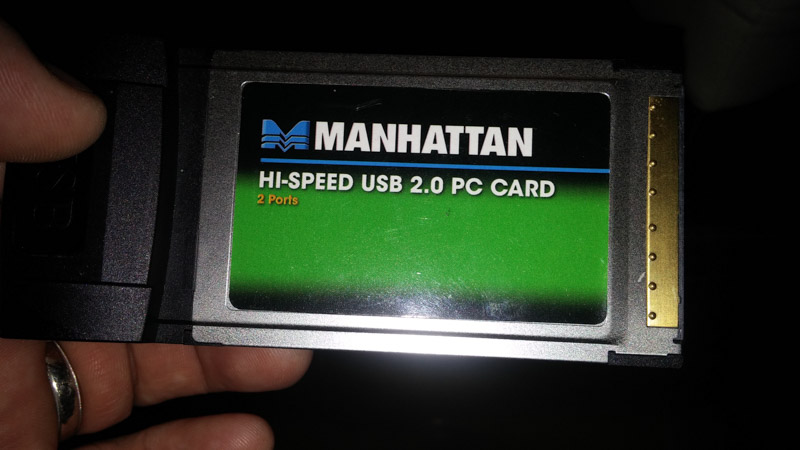 MANHATTAN
HI-SPEED USB 2.0 PC CARD
2 Ports